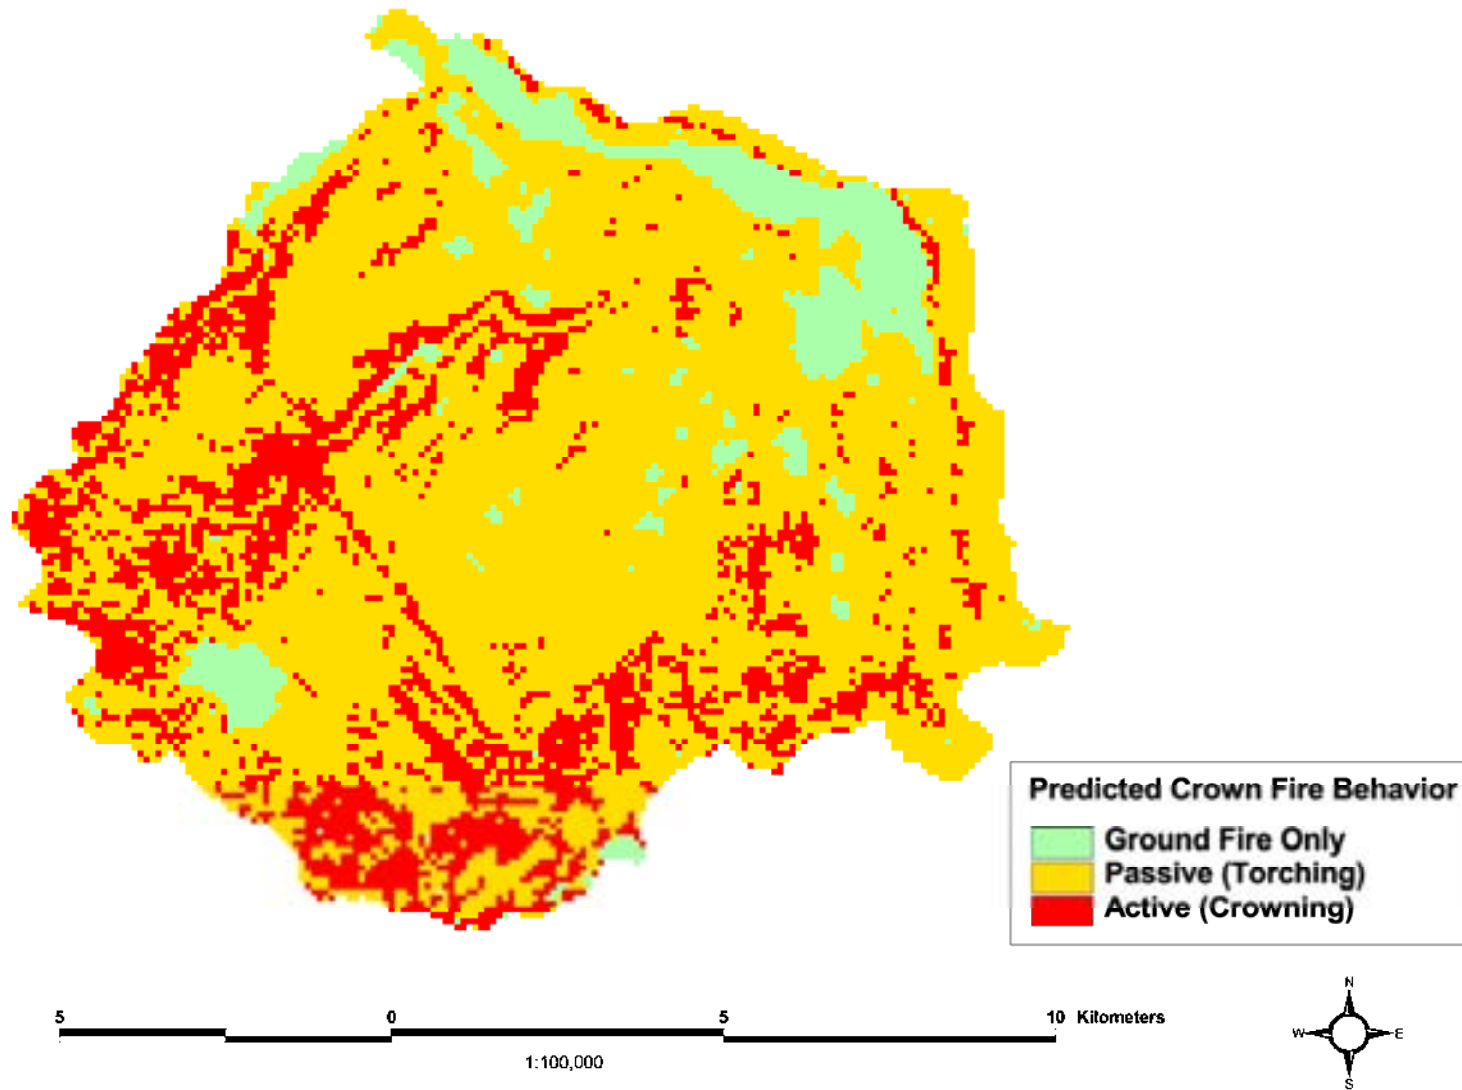 Predicted Crown Fire Behavior
Ground Fire Only
Passive (Torching)
Active (Crowning)
5 0 5 10 Kilometers
1:100,000
N
W E
S